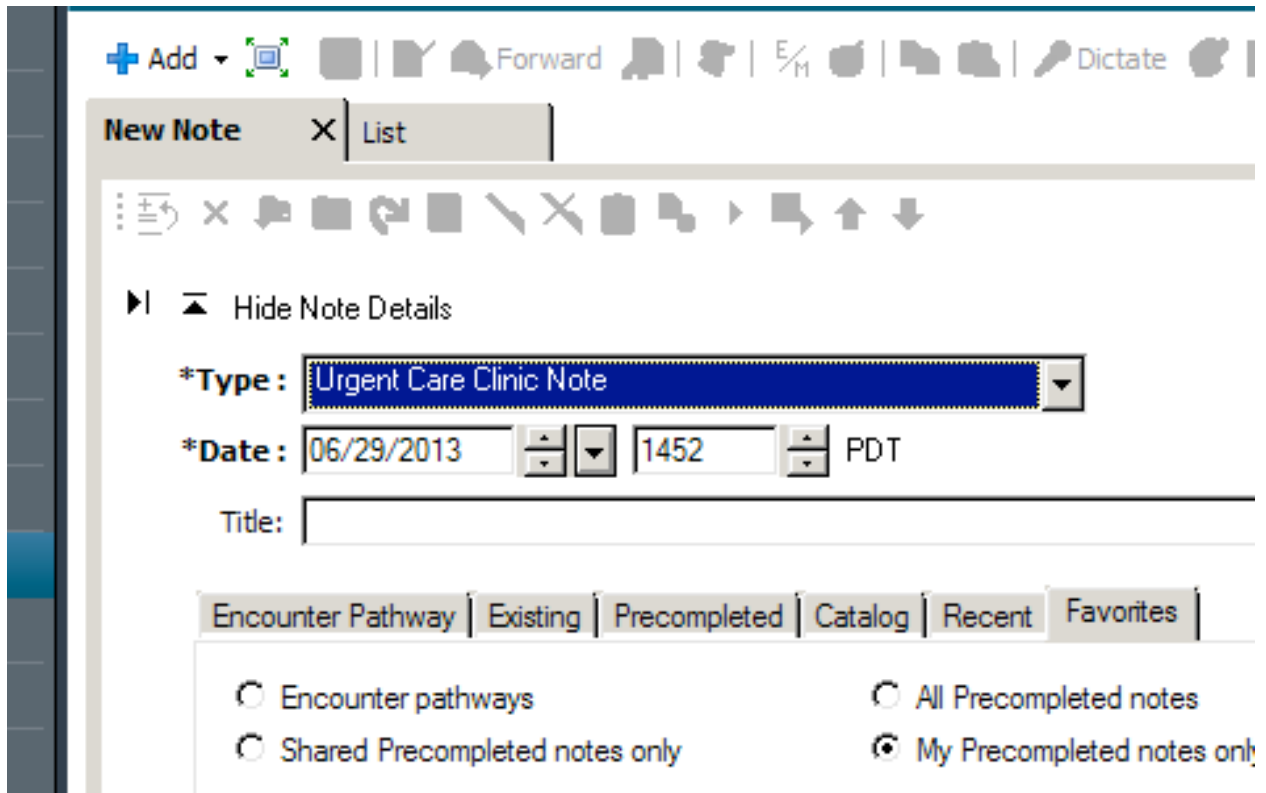 Add Forward E/M Dictate
New Note List
Hide Note Details
*Type: Urgent Care Clinic Note
*Date: 06/29/2013 1452 PDT
Title:
Encounter Pathway Existing Precompleted Catalog Recent Favorites
Encounter pathways All Precompleted notes
Shared Precompleted notes only My Precompleted notes only